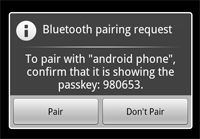 Bluetooth pairing request
To pair with "android phone",
confirm that it is showing the
passkey: 980653.
Pair
Don't Pair